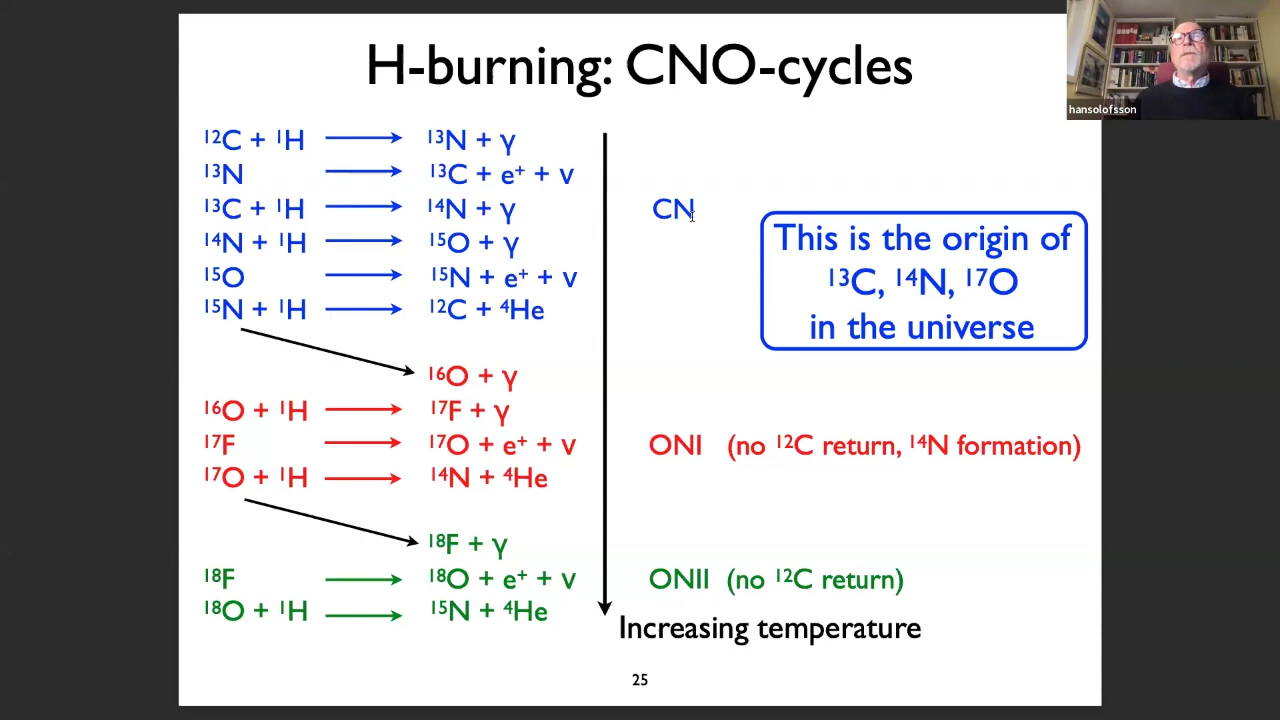 H-burning: CNO-cycles
hansolofsson
¹²C + ¹H ⟶ ¹³N + γ
¹³N ⟶ ¹³C + e⁺ + ν
¹³C + ¹H ⟶ ¹⁴N + γ
¹⁴N + ¹H ⟶ ¹⁵O + γ
¹⁵O ⟶ ¹⁵N + e⁺ + ν
¹⁵N + ¹H ⟶ ¹²C + ⁴He
CN
This is the origin of
¹³C, ¹⁴N, ¹⁷O
in the universe
¹⁶O + γ
¹⁶O + ¹H ⟶ ¹⁷F + γ
¹⁷F ⟶ ¹⁷O + e⁺ + ν
¹⁷O + ¹H ⟶ ¹⁴N + ⁴He
ONI (no ¹²C return, ¹⁴N formation)
¹⁸F + γ
¹⁸F ⟶ ¹⁸O + e⁺ + ν
¹⁸O + ¹H ⟶ ¹⁵N + ⁴He
ONII (no ¹²C return)
Increasing temperature
25